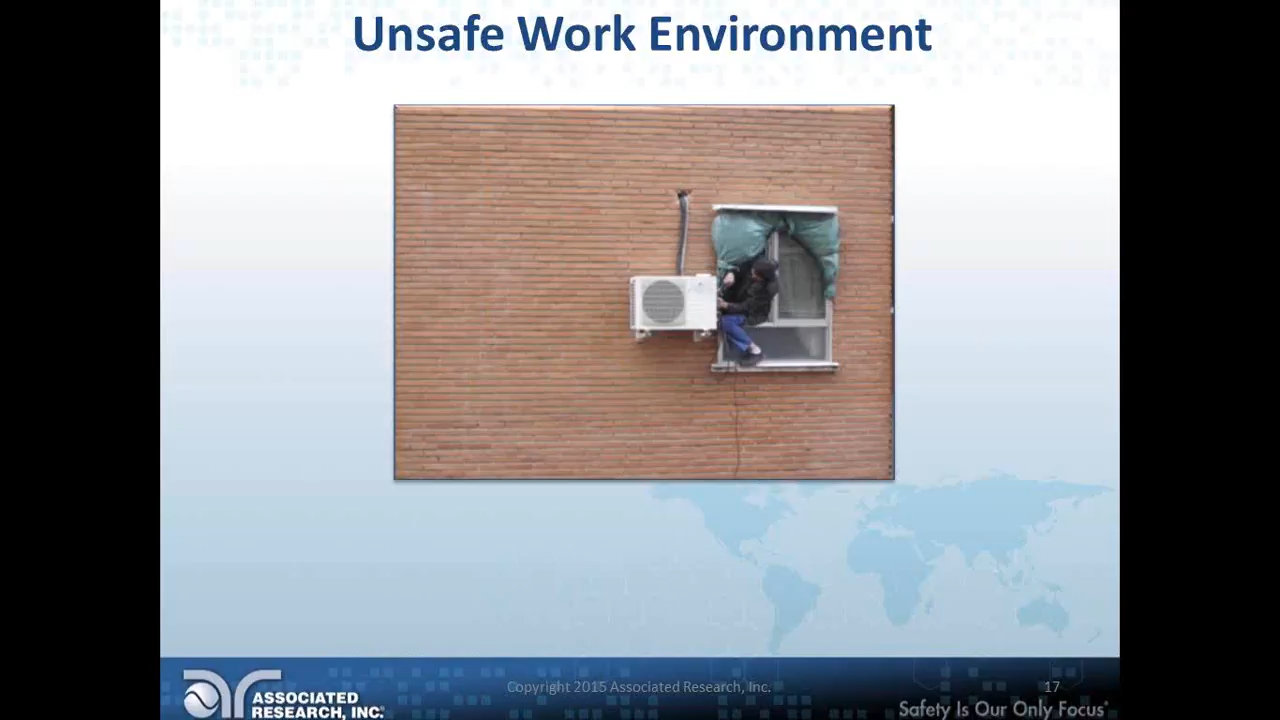 Unsafe Work Environment
ASSOCIATED
RESEARCH, INC.
Copyright 2015 Associated Research, Inc.
17
Safety Is Our Only Focus®